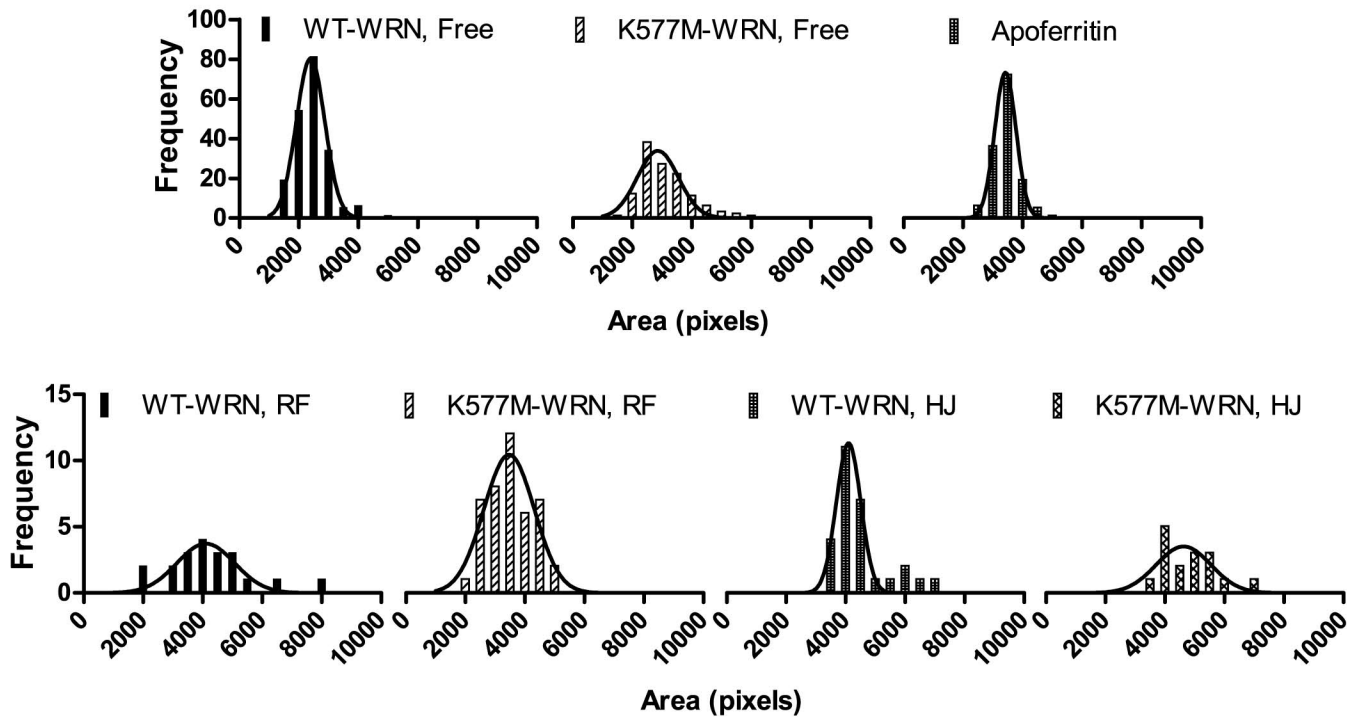 100
WT-WRN, Free K577M-WRN, Free Apoferritin
80
60
40
20
0
Frequency
0 2000 4000 6000 8000 10000 0 2000 4000 6000 8000 10000 0 2000 4000 6000 8000 10000
Area (pixels)
15
WT-WRN, RF K577M-WRN, RF WT-WRN, HJ K577M-WRN, HJ
10
5
0
Frequency
0 2000 4000 6000 8000 10000 0 2000 4000 6000 8000 10000 0 2000 4000 6000 8000 10000 0 2000 4000 6000 8000 10000
Area (pixels)